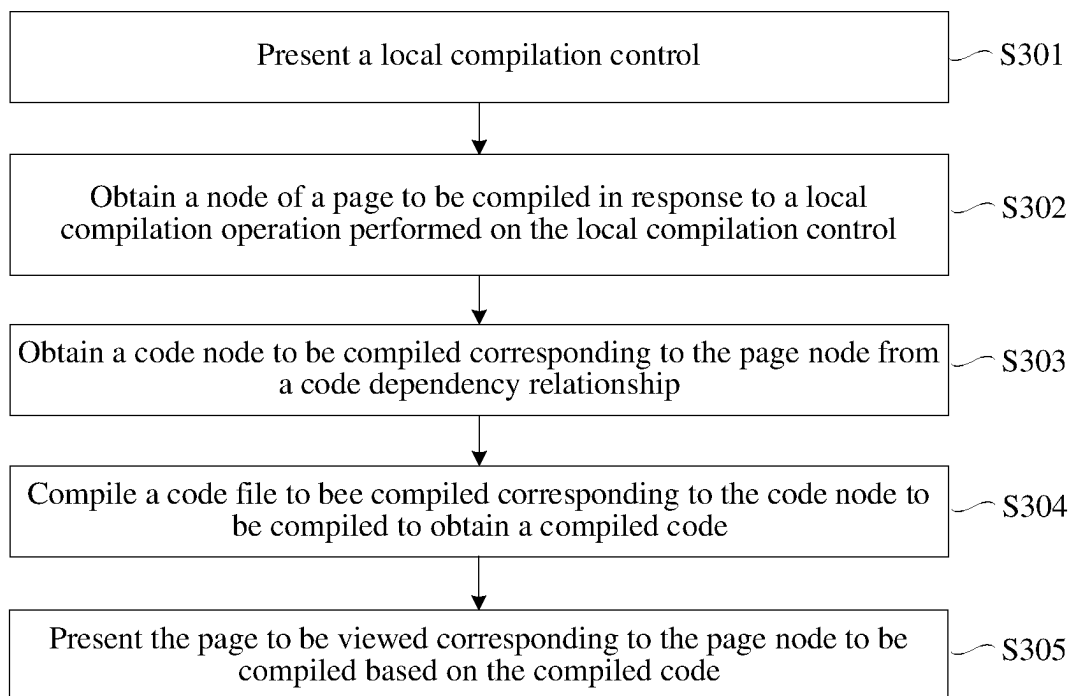 Present a local compilation control
S301
Obtain a node of a page to be compiled in response to a local
compilation operation performed on the local compilation control
S302
Obtain a code node to be compiled corresponding to the page node from
a code dependency relationship
S303
Compile a code file to bee compiled corresponding to the code node to
be compiled to obtain a compiled code
S304
Present the page to be viewed corresponding to the page node to be
compiled based on the compiled code
S305